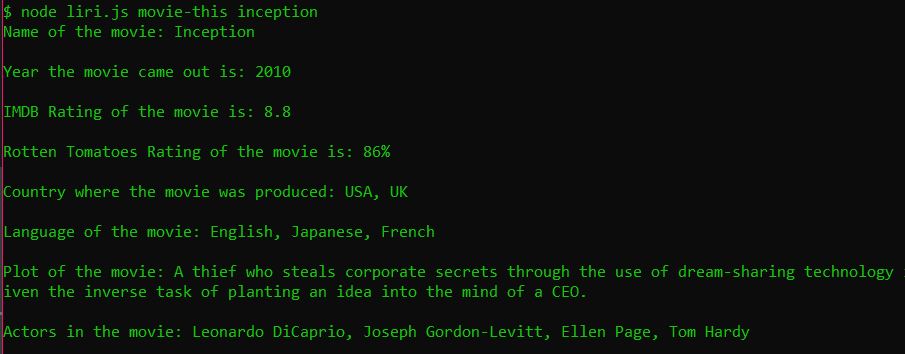 $ node liri.js movie-this inception
Name of the movie: Inception
Year the movie came out is: 2010
IMDB Rating of the movie is: 8.8
Rotten Tomatoes Rating of the movie is: 86%
Country where the movie was produced: USA, UK
Language of the movie: English, Japanese, French
Plot of the movie: A thief who steals corporate secrets through the use of dream-sharing technology
iven the inverse task of planting an idea into the mind of a CEO.
Actors in the movie: Leonardo DiCaprio, Joseph Gordon-Levitt, Ellen Page, Tom Hardy